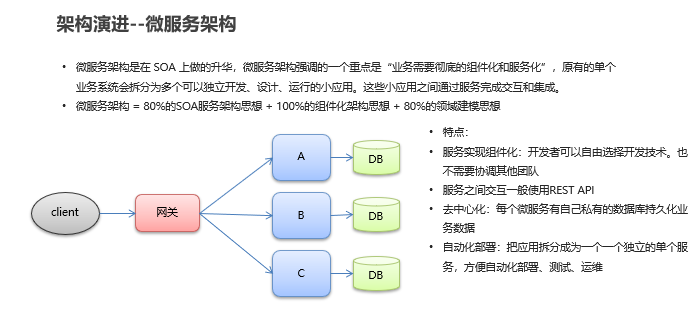 架构演进--微服务架构
• 微服务架构是在 SOA 上做的升华，微服务架构强调的一个重点是“业务需要彻底的组件化和服务化”，原有的单个
业务系统会拆分为多个可以独立开发、设计、运行的小应用。这些小应用之间通过服务完成交互和集成。
• 微服务架构 = 80%的SOA服务架构思想 + 100%的组件化架构思想 + 80%的领域建模思想
client
网关
A
DB
B
DB
C
DB
• 特点：
• 服务实现组件化：开发者可以自由选择开发技术。也
不需要协调其他团队
• 服务之间交互一般使用REST API
• 去中心化：每个微服务有自己私有的数据库持久化业
务数据
• 自动化部署：把应用拆分成为一个一个独立的单个服
务，方便自动化部署、测试、运维